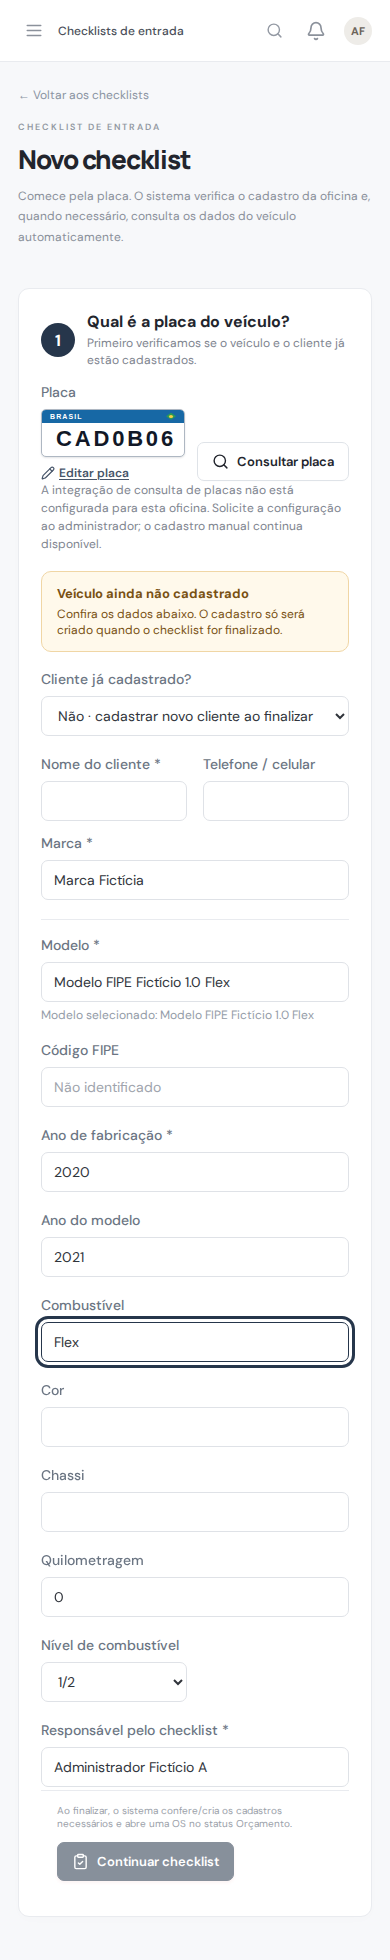 Checklists de entrada
AF
← Voltar aos checklists
CHECKLIST DE ENTRADA
Novo checklist
Comece pela placa. O sistema verifica o cadastro da oficina e,
quando necessário, consulta os dados do veículo
automaticamente.
1
Qual é a placa do veículo?
Primeiro verificamos se o veículo e o cliente já
estão cadastrados.
Placa
BRASIL
CAD0B06
Editar placa
Consultar placa
A integração de consulta de placas não está
configurada para esta oficina. Solicite a configuração
ao administrador; o cadastro manual continua
disponível.
Veículo ainda não cadastrado
Confira os dados abaixo. O cadastro só será
criado quando o checklist for finalizado.
Cliente já cadastrado?
Não · cadastrar novo cliente ao finalizar
Nome do cliente *
Telefone / celular
Marca *
Marca Fictícia
Modelo *
Modelo FIPE Fictício 1.0 Flex
Modelo selecionado: Modelo FIPE Fictício 1.0 Flex
Código FIPE
Não identificado
Ano de fabricação *
2020
Ano do modelo
2021
Combustível
Flex
Cor
Chassi
Quilometragem
0
Nível de combustível
1/2
Responsável pelo checklist *
Administrador Fictício A
Ao finalizar, o sistema confere/cria os cadastros
necessários e abre uma OS no status Orçamento.
Continuar checklist